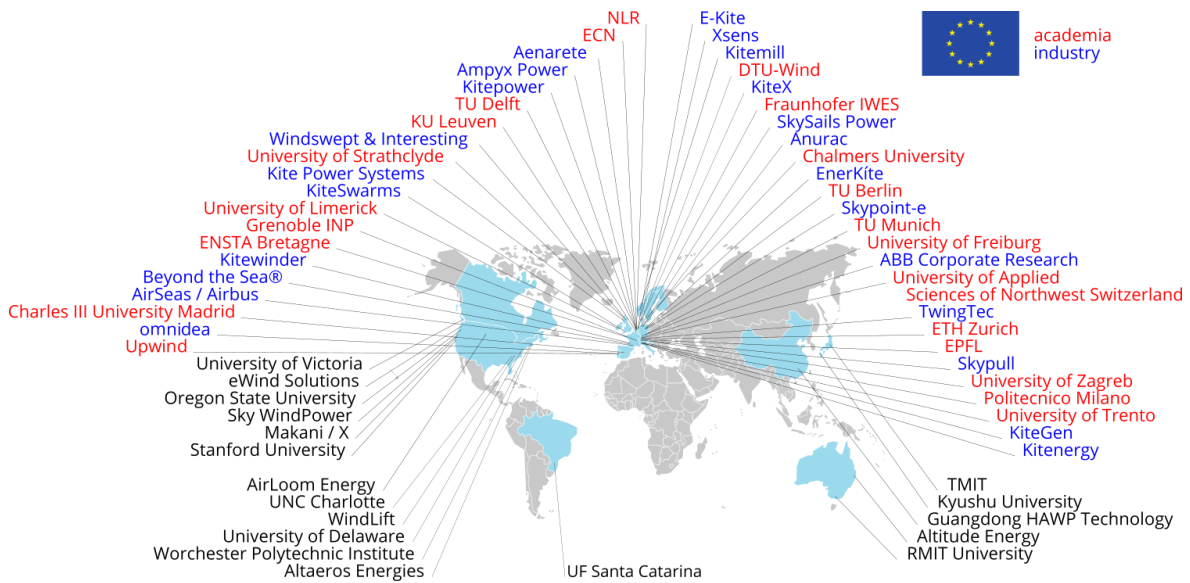 NLR
ECN
Aenarete
Ampyx Power
Kitepower
TU Delft
KU Leuven
Windswept & Interesting
University of Strathclyde
Kite Power Systems
KiteSwarms
University of Limerick
Grenoble INP
ENSTA Bretagne
Kitewinder
Beyond the Sea®
AirSeas / Airbus
Charles III University Madrid
omnidea
Upwind
University of Victoria
eWind Solutions
Oregon State University
Sky WindPower
Makani / X
Stanford University
AirLoom Energy
UNC Charlotte
WindLift
University of Delaware
Worchester Polytechnic Institute
Altaeros Energies
UF Santa Catarina
E-Kite
Xsens
Kitemill
DTU-Wind
KiteX
Fraunhofer IWES
SkySails Power
Anurac
Chalmers University
EnerKíte
TU Berlin
Skypoint-e
TU Munich
University of Freiburg
ABB Corporate Research
University of Applied
Sciences of Northwest Switzerland
TwingTec
ETH Zurich
EPFL
Skypull
University of Zagreb
Politecnico Milano
University of Trento
KiteGen
Kitenergy
TMIT
Kyushu University
Guangdong HAWP Technology
Altitude Energy
RMIT University
academia
industry